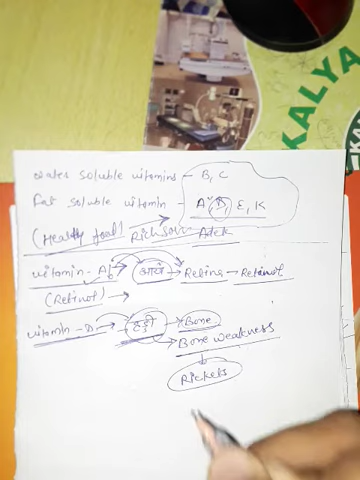 KALYA
Water soluble vitamins - B, C
Fat soluble vitamin - A, D, E, K
(Healthy food) Rich source Adek
vitamin - A → आँखे → Retina - Retinol
(Retinol) →
vitamin - D → हड्डी → Bone
→ Bone weakness
Rickets